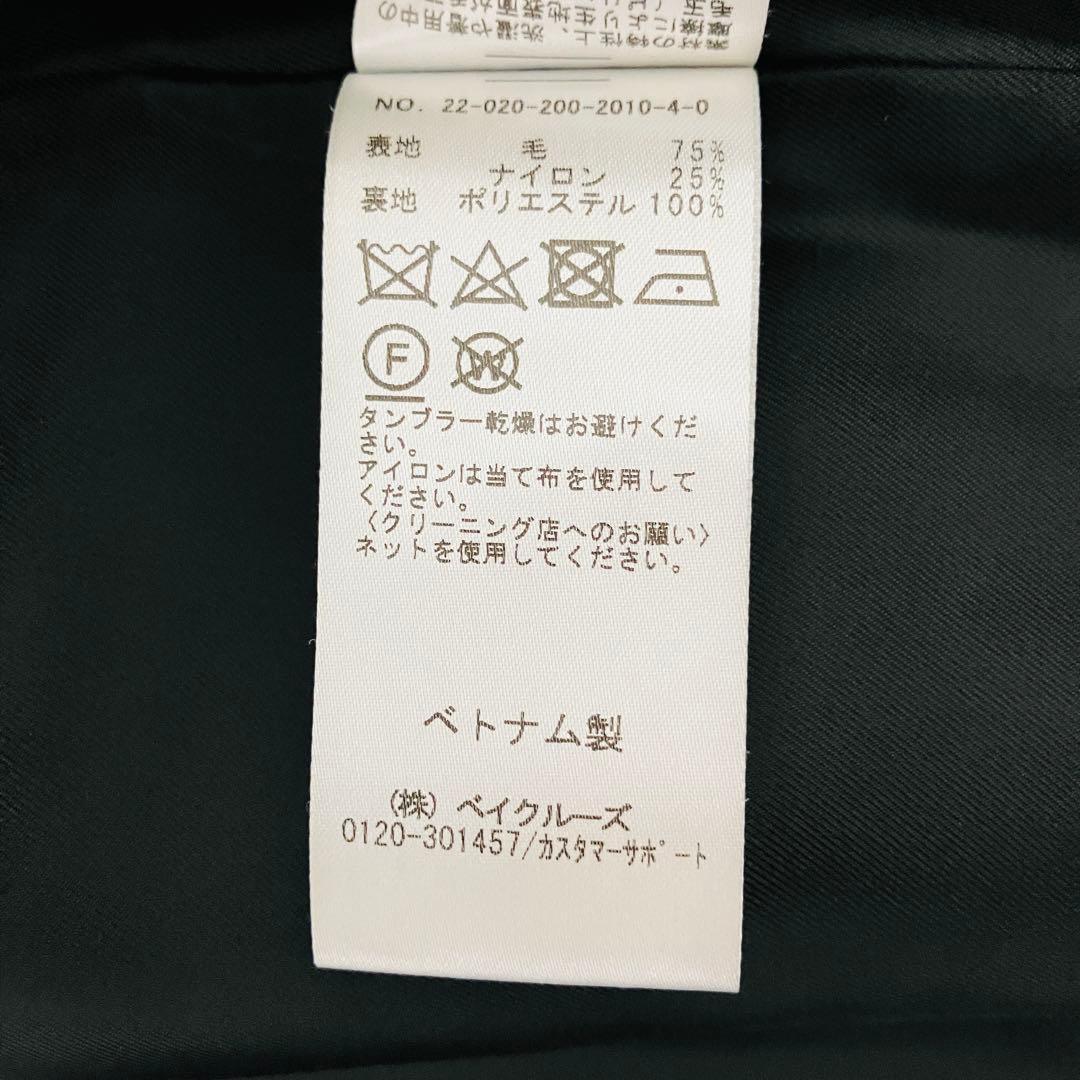 NO. 22-020-200-2010-4-0
表地 毛 75%
ナイロン 25%
裏地 ポリエステル 100%
F
W
タンブラー乾燥はお避けくだ
さい。
アイロンは当て布を使用して
ください。
〈クリーニング店へのお願い〉
ネットを使用してください。
ベトナム製
(株) ベイクルーズ
0120-301457/カスタマーサポート